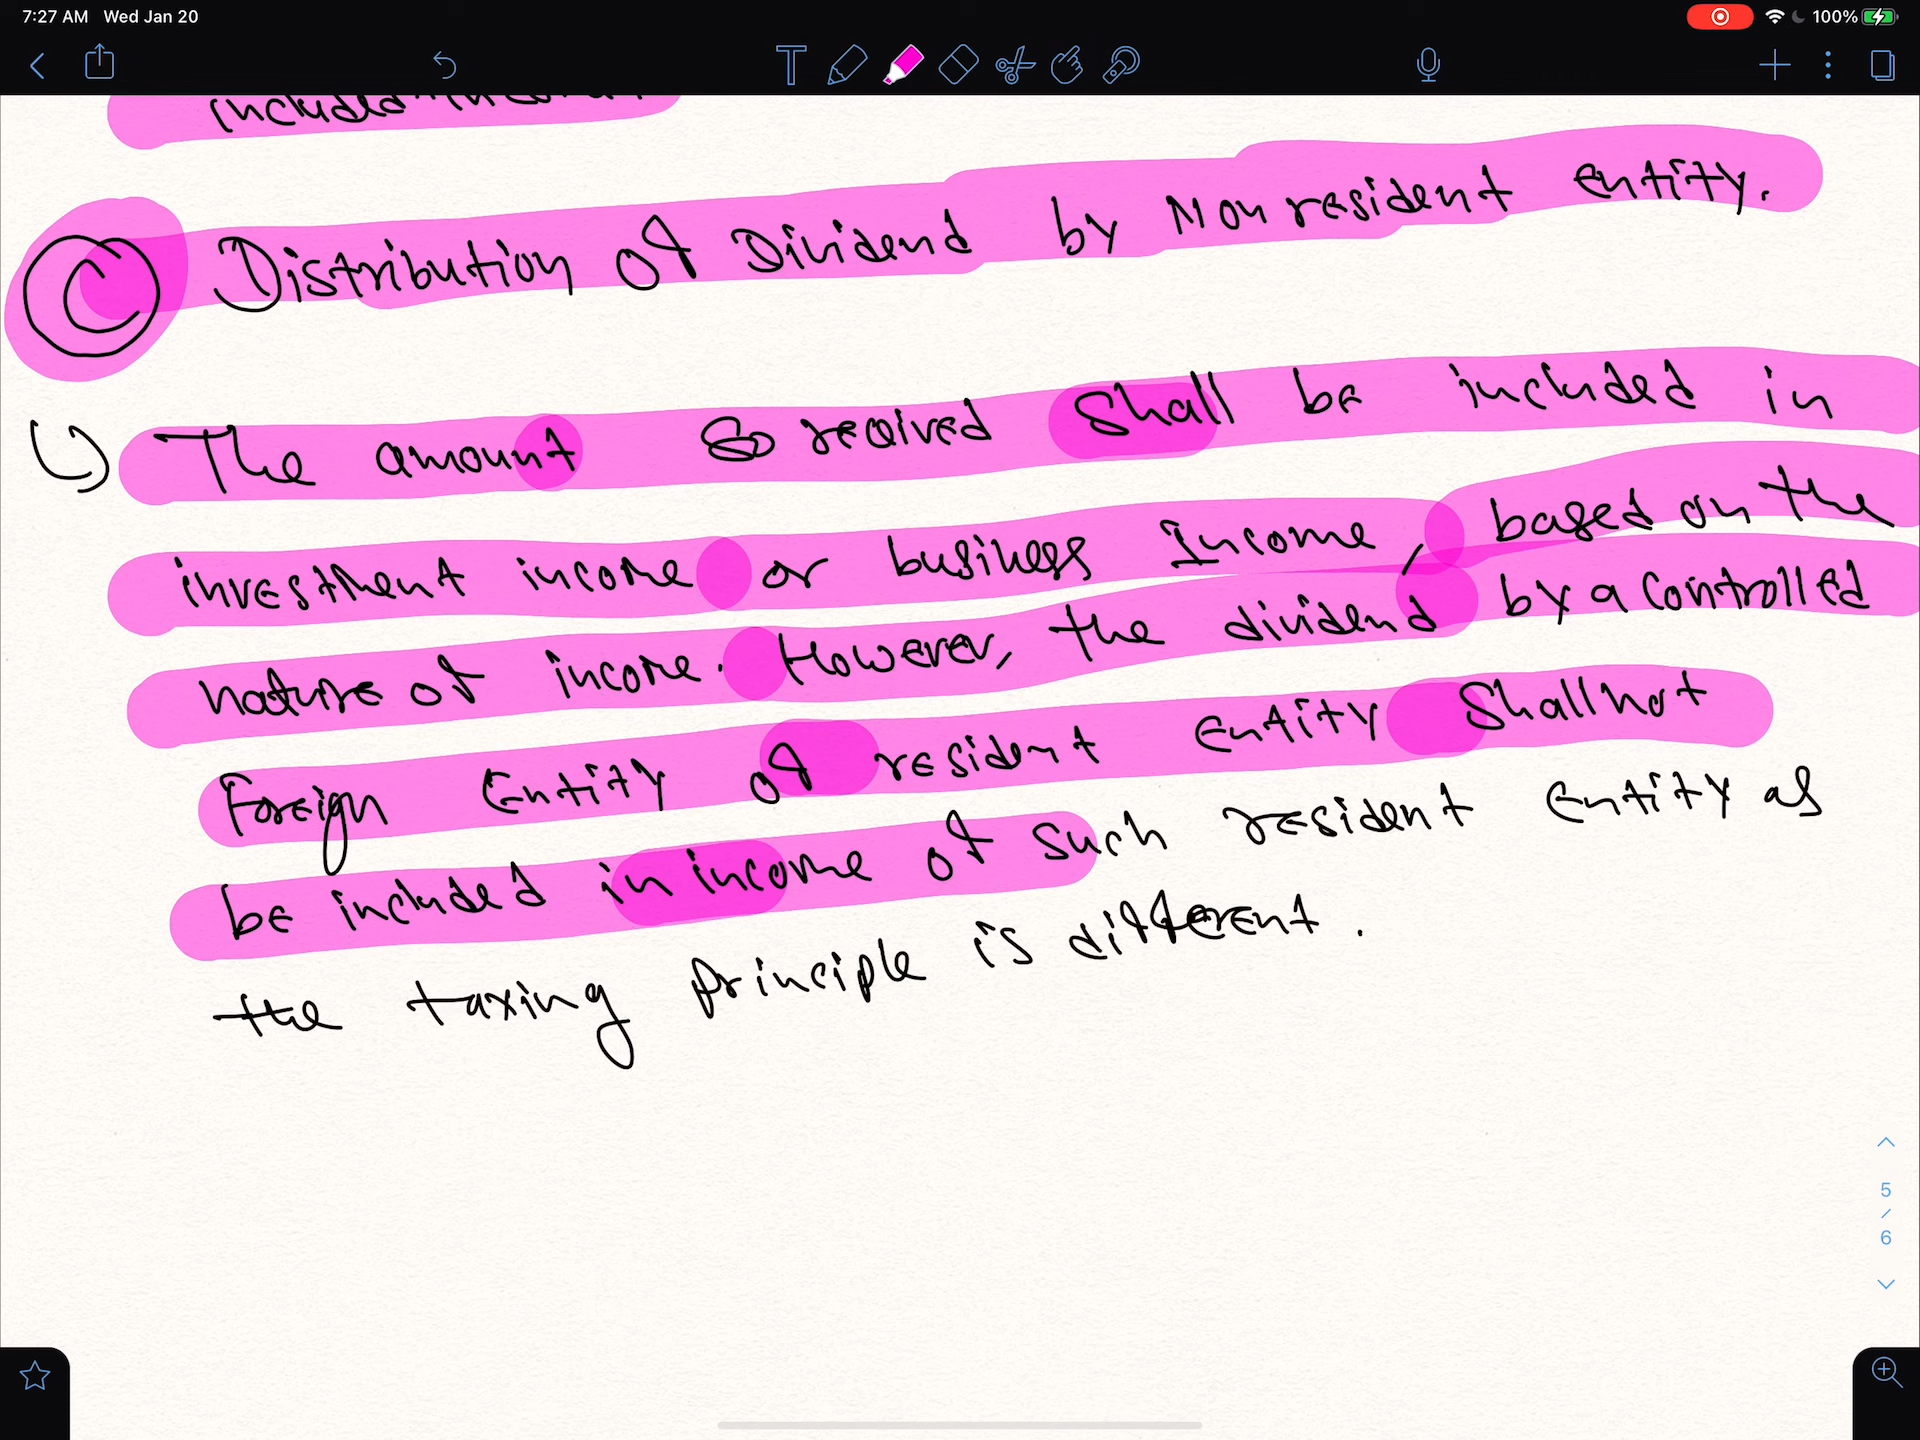 7:27 AM Wed Jan 20
100%
T
included
C Distribution of Dividend by Non resident Entity.
The amount so received shall be included in
investment income or business Income, based on the
nature of income. However, the dividend by a controlled
Foreign Entity of resident Entity shall not
be included in income of such resident Entity as
the taxing principle is different.
5
/
6